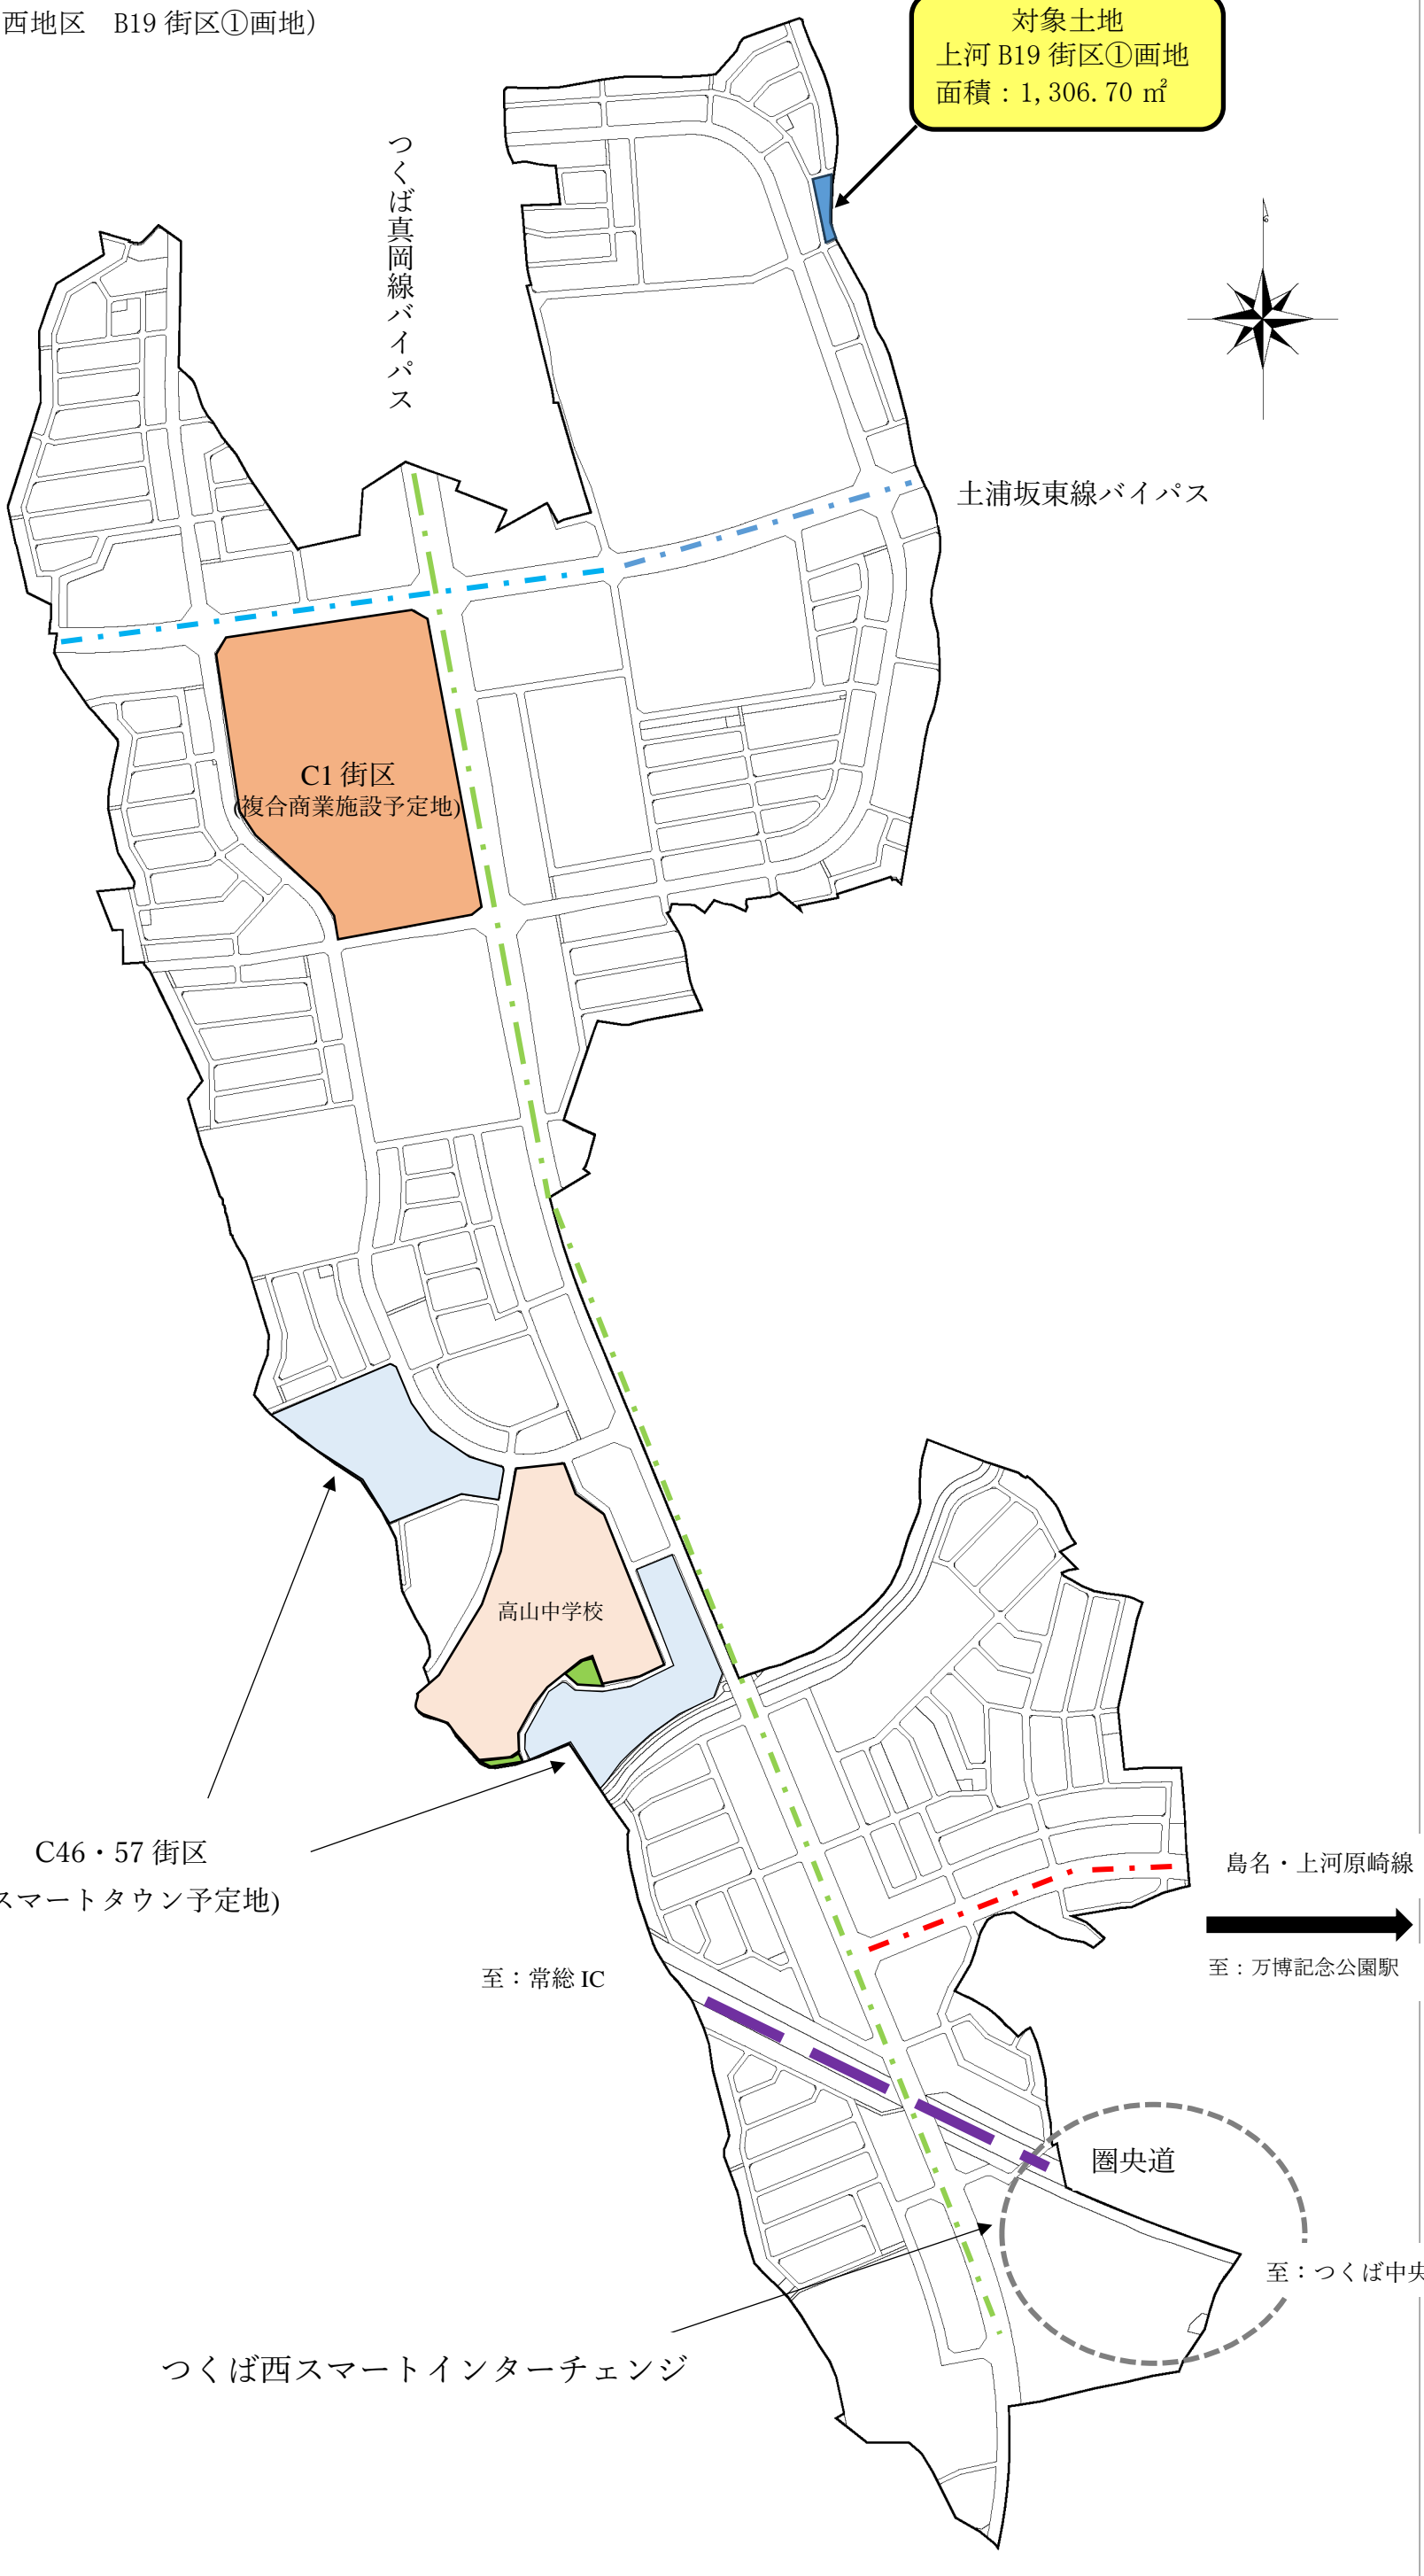 西地区　B19 街区①画地）
対象土地
上河 B19 街区①画地
面積：1,306.70 ㎡
つくば真岡線バイパス
土浦坂東線バイパス
C1 街区
(複合商業施設予定地)
高山中学校
C46・57 街区
スマートタウン予定地)
島名・上河原崎線
至：万博記念公園駅
至：常総 IC
圏央道
至：つくば中央
つくば西スマートインターチェンジ